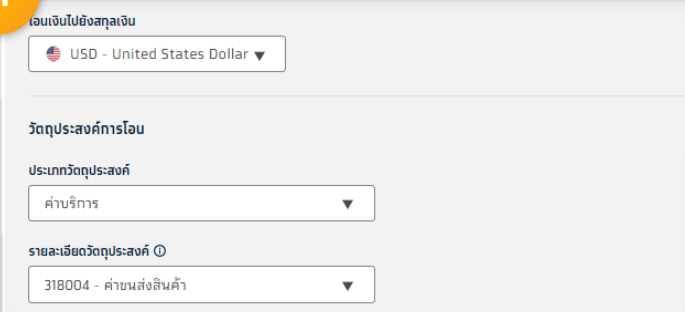 โอนเงินไปยังสกุลเงิน
USD - United States Dollar
วัตถุประสงค์การโอน
ประเภทวัตถุประสงค์
ค่าบริการ
รายละเอียดวัตถุประสงค์
318004 - ค่าขนส่งสินค้า